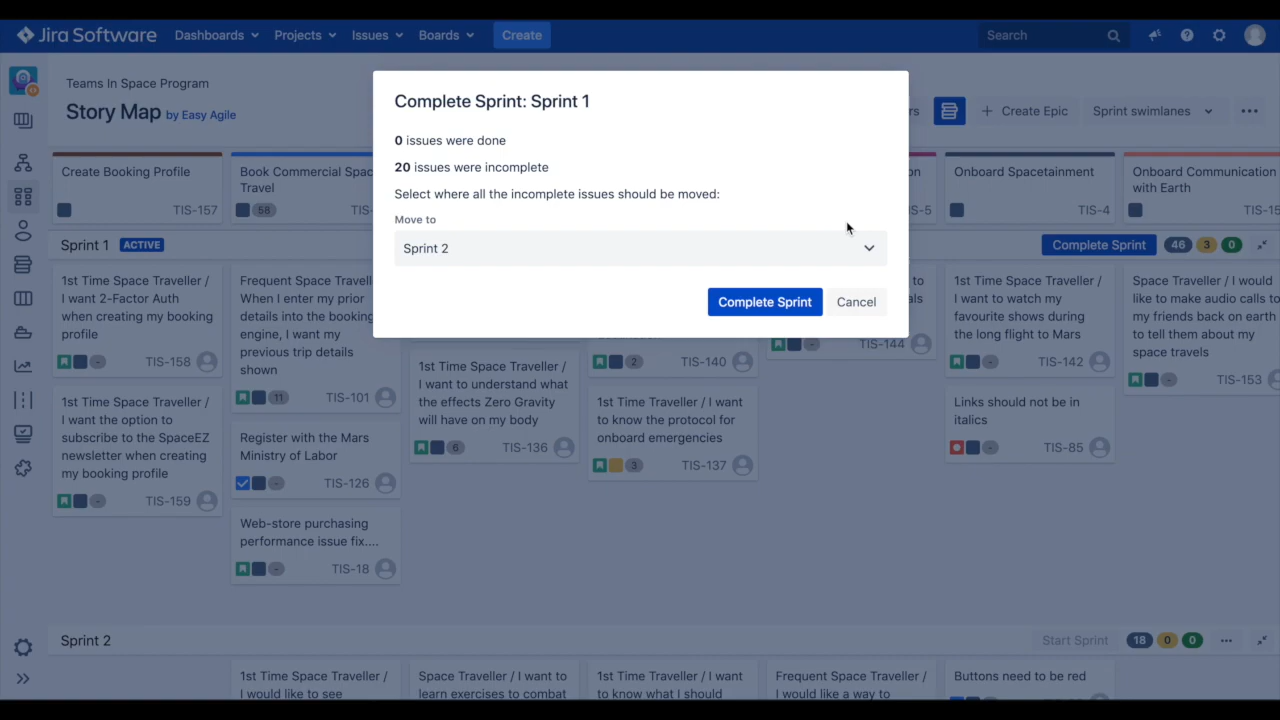 Jira Software
Dashboards
Projects
Issues
Boards
Create
Search
Teams In Space Program
Story Map by Easy Agile
Create Epic
Sprint swimlanes
Complete Sprint: Sprint 1
0 issues were done
20 issues were incomplete
Select where all the incomplete issues should be moved:
Move to
Sprint 2
Complete Sprint
Cancel
Create Booking Profile
TIS-157
Book Commercial
Travel
58
TIS-5
Onboard Spacetainment
TIS-4
Onboard Communication
with Earth
Sprint 1 ACTIVE
Complete Sprint 46 3 0
1st Time Space Traveller /
I want 2-Factor Auth
when creating my booking
profile
- TIS-158
1st Time Space Traveller /
I want the option to
subscribe to the SpaceEZ
newsletter when creating
my booking profile
- TIS-159
Frequent Space
When I enter my prior
details into the booking
engine, I want my
previous trip details
shown
11 TIS-101
Register with the Mars
Ministry of Labor
- TIS-126
Web-store purchasing
performance issue fix....
- TIS-18
1st Time Space Traveller /
I want to understand what
the effects Zero Gravity
will have on my body
6 TIS-136
2 TIS-140
1st Time Traveller / I want
to know the protocol for
onboard emergencies
3 TIS-137
to
- TIS-144
1st Time Space Traveller /
I want to watch my
favourite shows during
the long flight to Mars
- TIS-142
Links should not be in
italics
- TIS-85
Space Traveller / I would
like to make audio calls to
my friends back on earth
to tell them about my
space travels
- TIS-153
Sprint 2
Start Sprint 18 0 0
1st Time Space Traveller /
I would like to see
Space Traveller / I want to
learn exercises to combat
1st Time Traveller / I want
to know what I should
Frequent Space Traveller /
I would like a way to
Buttons need to be red